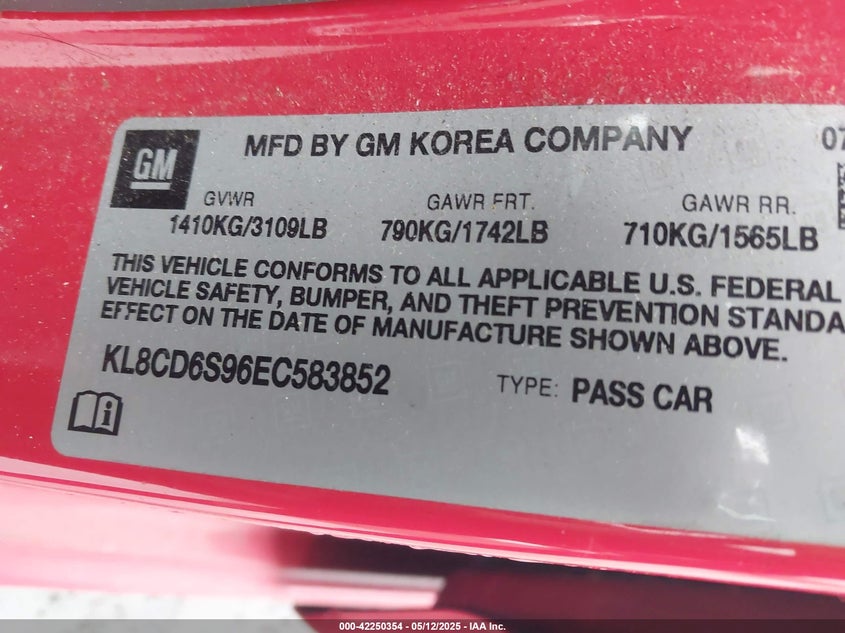 GM
MFD BY GM KOREA COMPANY
07
GVWR
GAWR FRT.
GAWR RR.
1410KG/3109LB
790KG/1742LB
710KG/1565LB
THIS VEHICLE CONFORMS TO ALL APPLICABLE U.S. FEDERAL
VEHICLE SAFETY, BUMPER, AND THEFT PREVENTION STANDA
EFFECT ON THE DATE OF MANUFACTURE SHOWN ABOVE.
KL8CD6S96EC583852
TYPE: PASS CAR
000-42250354 - 05/12/2025 - IAA Inc.